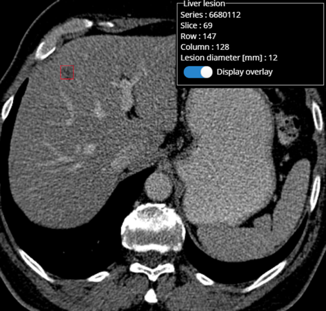 Liver lesion
Series : 6680112
Slice : 69
Row : 147
Column : 128
Lesion diameter [mm] : 12
Display overlay